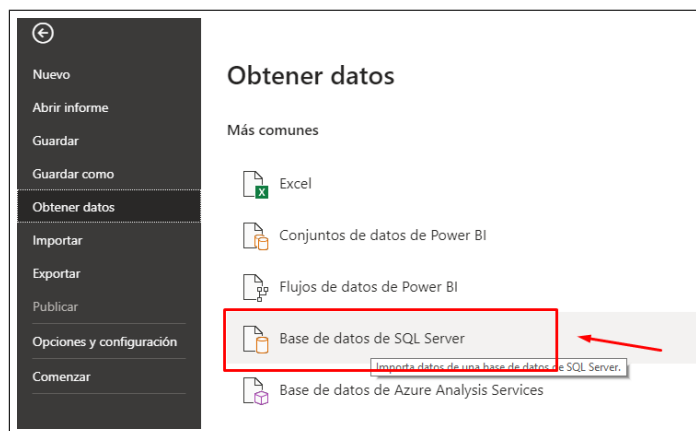 Nuevo
Abrir informe
Guardar
Guardar como
Obtener datos
Importar
Exportar
Publicar
Opciones y configuración
Comenzar
Obtener datos
Más comunes
Excel
Conjuntos de datos de Power BI
Flujos de datos de Power BI
Base de datos de SQL Server
Importa datos de una base de datos de SQL Server.
Base de datos de Azure Analysis Services